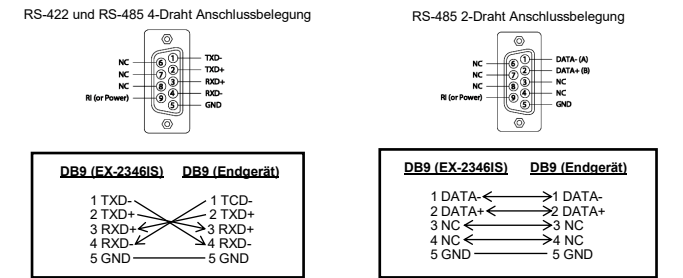 RS-422 und RS-485 4-Draht Anschlussbelegung
NC
NC
NC
RI (or Power)
6
7
8
9
1
2
3
4
5
TXD-
TXD+
RXD+
RXD-
GND
DB9 (EX-2346IS) DB9 (Endgerät)
1 TXD- 1 TCD-
2 TXD+ 2 TXD+
3 RXD+ 3 RXD+
4 RXD- 4 RXD-
5 GND 5 GND
RS-485 2-Draht Anschlussbelegung
NC
NC
NC
RI (or Power)
6
7
8
9
1
2
3
4
5
DATA- (A)
DATA+ (B)
NC
NC
GND
DB9 (EX-2346IS) DB9 (Endgerät)
1 DATA- 1 DATA-
2 DATA+ 2 DATA+
3 NC 3 NC
4 NC 4 NC
5 GND 5 GND